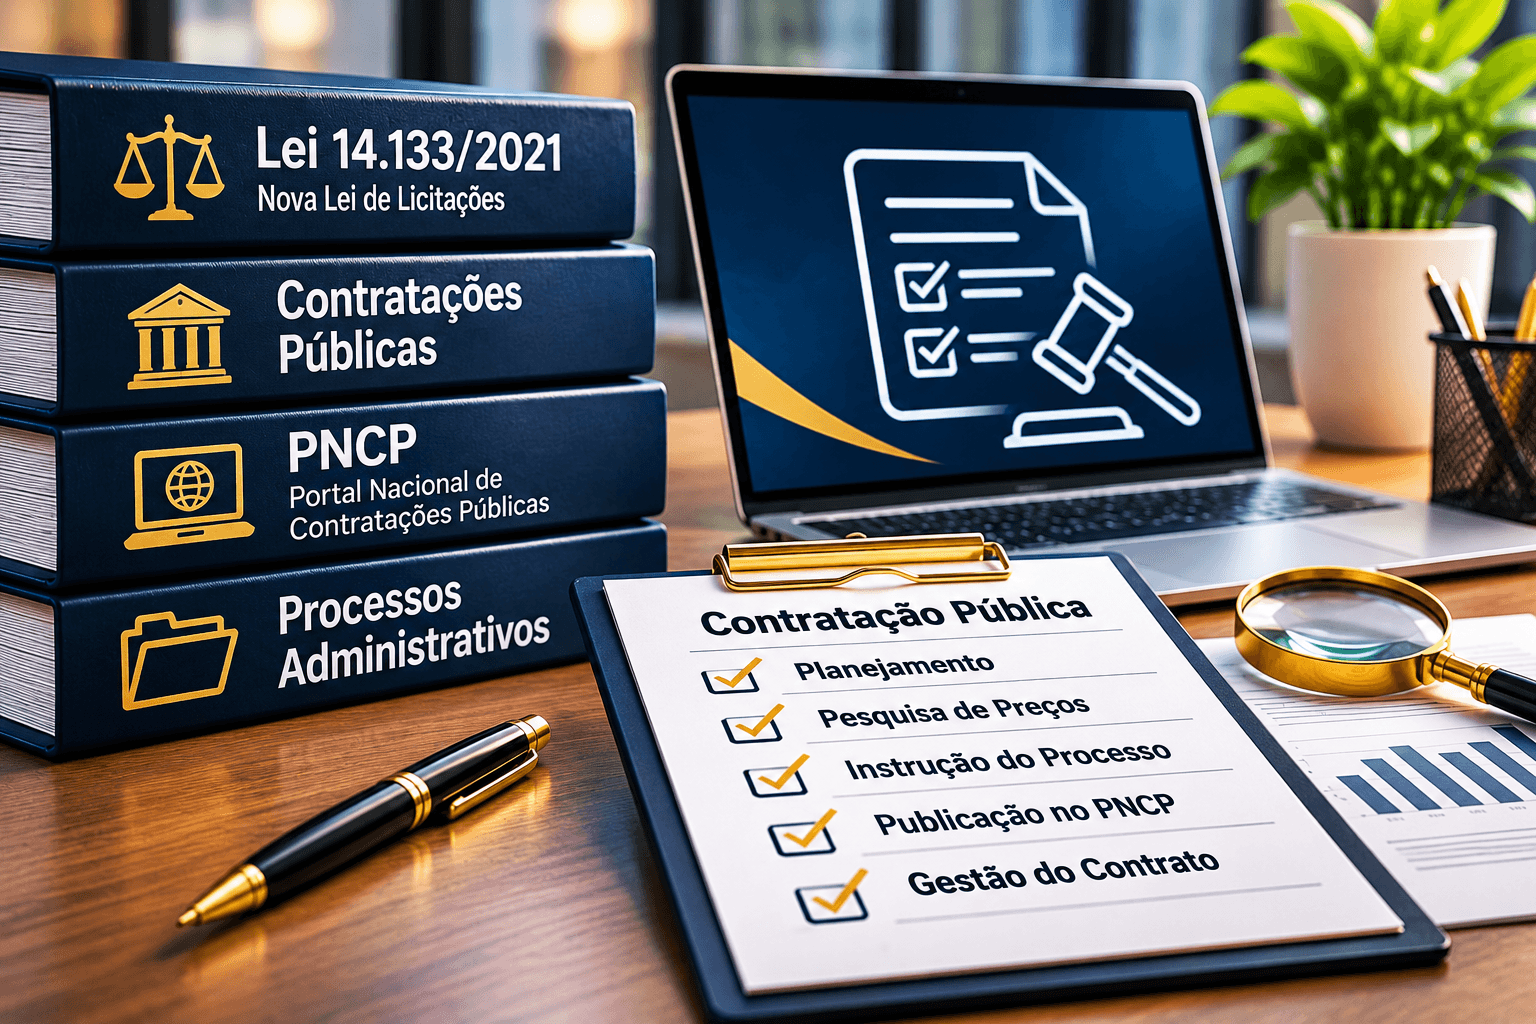 Lei 14.133/2021
Nova Lei de Licitações
Contratações
Públicas
PNCP
Portal Nacional de
Contratações Públicas
Processos
Administrativos
Contratação Pública
Planejamento
Pesquisa de Preços
Instrução do Processo
Publicação no PNCP
Gestão do Contrato